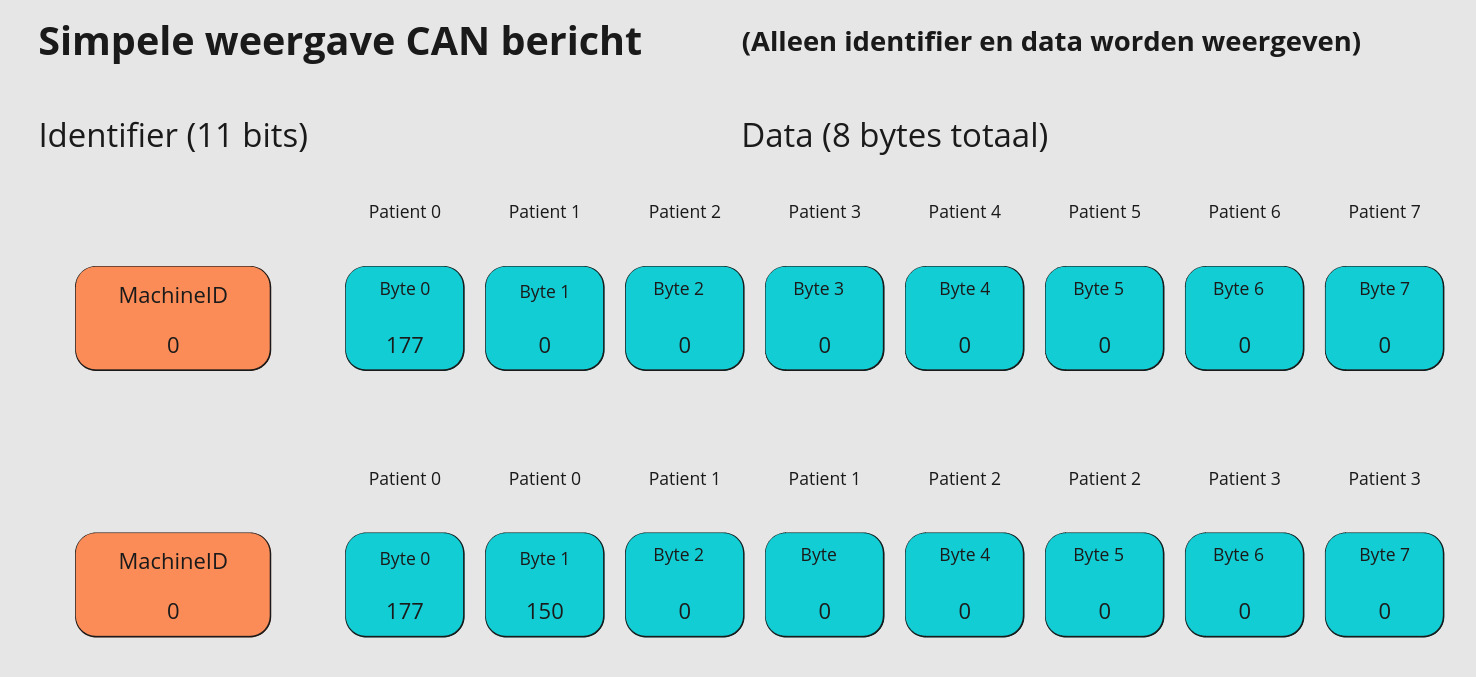 Simpele weergave CAN bericht
(Alleen identifier en data worden weergeven)
Identifier (11 bits)
Data (8 bytes totaal)
Patient 0 Patient 1 Patient 2 Patient 3 Patient 4 Patient 5 Patient 6 Patient 7
MachineID Byte 0 Byte 1 Byte 2 Byte 3 Byte 4 Byte 5 Byte 6 Byte 7
0 177 0 0 0 0 0 0 0
Patient 0 Patient 0 Patient 1 Patient 1 Patient 2 Patient 2 Patient 3 Patient 3
MachineID Byte 0 Byte 1 Byte 2 Byte Byte 4 Byte 5 Byte 6 Byte 7
0 177 150 0 0 0 0 0 0